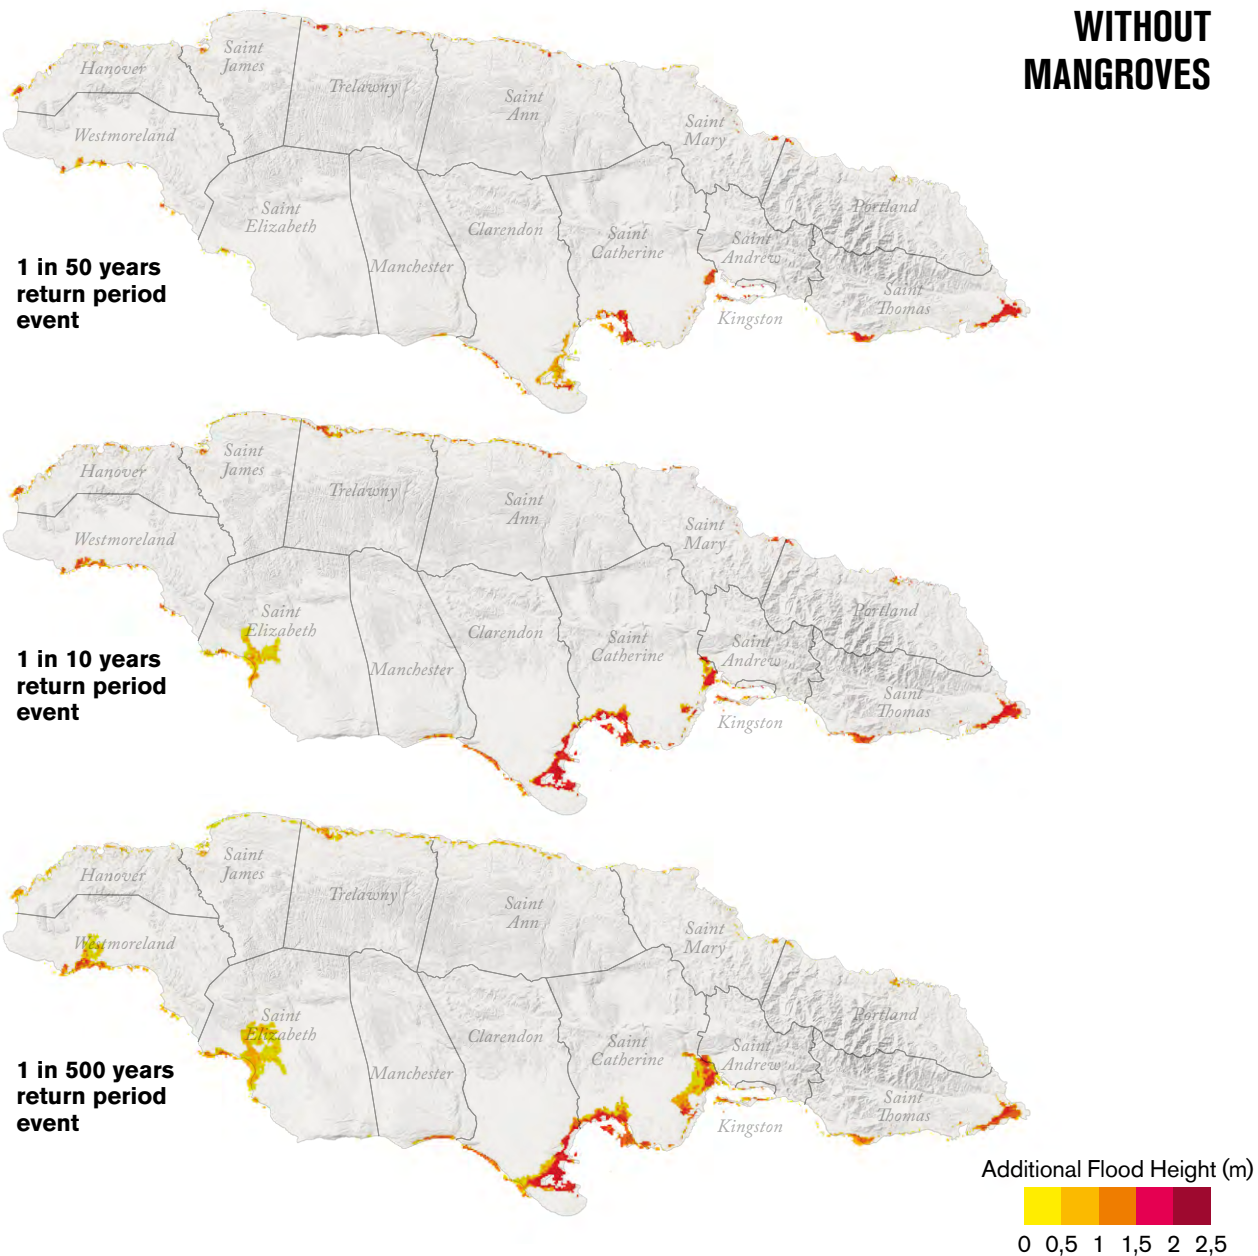 WITHOUT
MANGROVES
Saint
James
Hanover
Trelawny
Saint
Ann
Westmoreland
Saint
Mary
Saint
Elizabeth
Portland
Clarendon
Saint
Catherine
Saint
Andrew
Manchester
1 in 50 years
return period
event
Saint
Thomas
Kingston
Saint
James
Hanover
Trelawny
Saint
Ann
Westmoreland
Saint
Mary
Saint
Elizabeth
Portland
Clarendon
Saint
Catherine
Saint
Andrew
Manchester
1 in 10 years
return period
event
Saint
Thomas
Kingston
Saint
James
Hanover
Trelawny
Saint
Ann
Westmoreland
Saint
Mary
Saint
Elizabeth
Portland
Clarendon
Saint
Catherine
Saint
Andrew
Manchester
1 in 500 years
return period
event
Saint
Thomas
Kingston
Additional Flood Height (m)
0 0,5 1 1,5 2 2,5